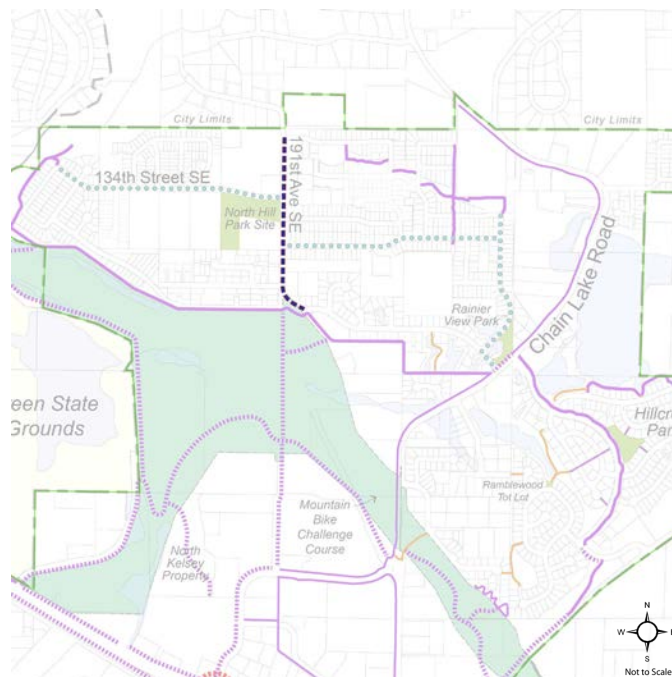 City Limits
City Limits
134th Street SE
191st Ave SE
North Hill
Park Site
Chain Lake Road
Rainier
View Park
een State
Grounds
Hillcr
Par
Ramblewood
Tot Lot
Mountain
Bike
Challenge
Course
North
Kelsey
Property
N
W
E
S
Not to Scale